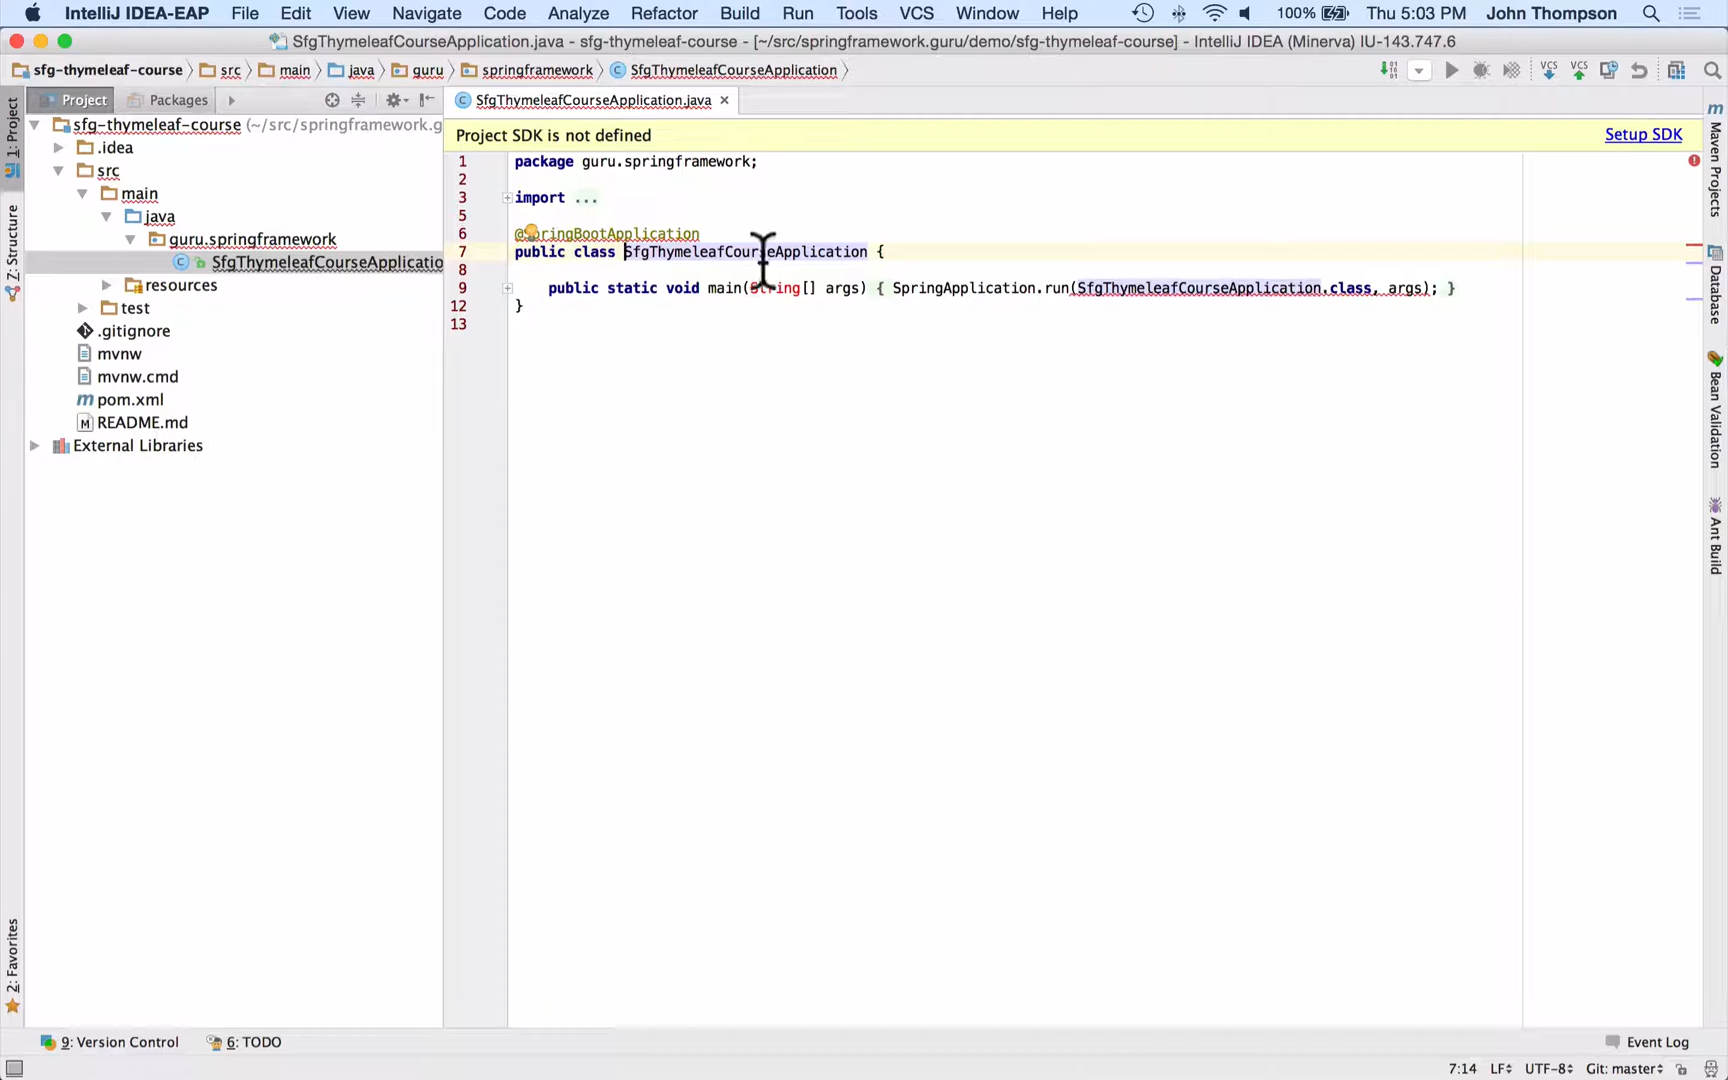 IntelliJ IDEA-EAP File Edit View Navigate Code Analyze Refactor Build Run Tools VCS Window Help 100% Thu 5:03 PM John Thompson
SfgThymeleafCourseApplication.java - sfg-thymeleaf-course - [~/src/springframework.guru/demo/sfg-thymeleaf-course] - IntelliJ IDEA (Minerva) IU-143.747.6
sfg-thymeleaf-course src main java guru springframework SfgThymeleafCourseApplication
Project Packages SfgThymeleafCourseApplication.java
sfg-thymeleaf-course (~/src/springframework.g
.idea
src
main
java
guru.springframework
SfgThymeleafCourseApplicatio
resources
test
.gitignore
mvnw
mvnw.cmd
pom.xml
README.md
External Libraries
Project SDK is not defined Setup SDK
1 package guru.springframework;
2
3 import ...
5
6 @SpringBootApplication
7 public class SfgThymeleafCourseApplication {
8
9 public static void main(String[] args) { SpringApplication.run(SfgThymeleafCourseApplication.class, args); }
12 }
13
1: Project
Z: Structure
2: Favorites
Maven Projects
Database
Bean Validation
Ant Build
9: Version Control 6: TODO Event Log
7:14 LF UTF-8 Git: master